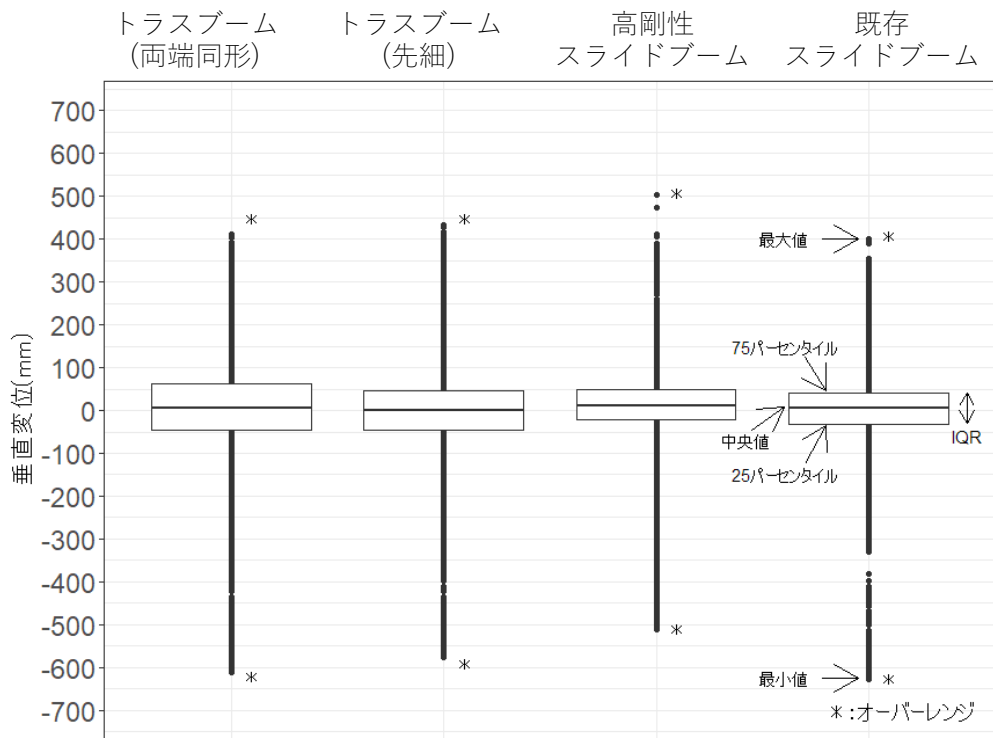 トラスブーム
(両端同形)
トラスブーム
(先細)
高剛性
スライドブーム
既存
スライドブーム
垂直変位(mm)
700
600
500
400
300
200
100
0
-100
-200
-300
-400
-500
-600
-700
*
*
*
*
*
*
最大値
*
75パーセンタイル
中央値
IQR
25パーセンタイル
最小値
*
*:オーバーレンジ